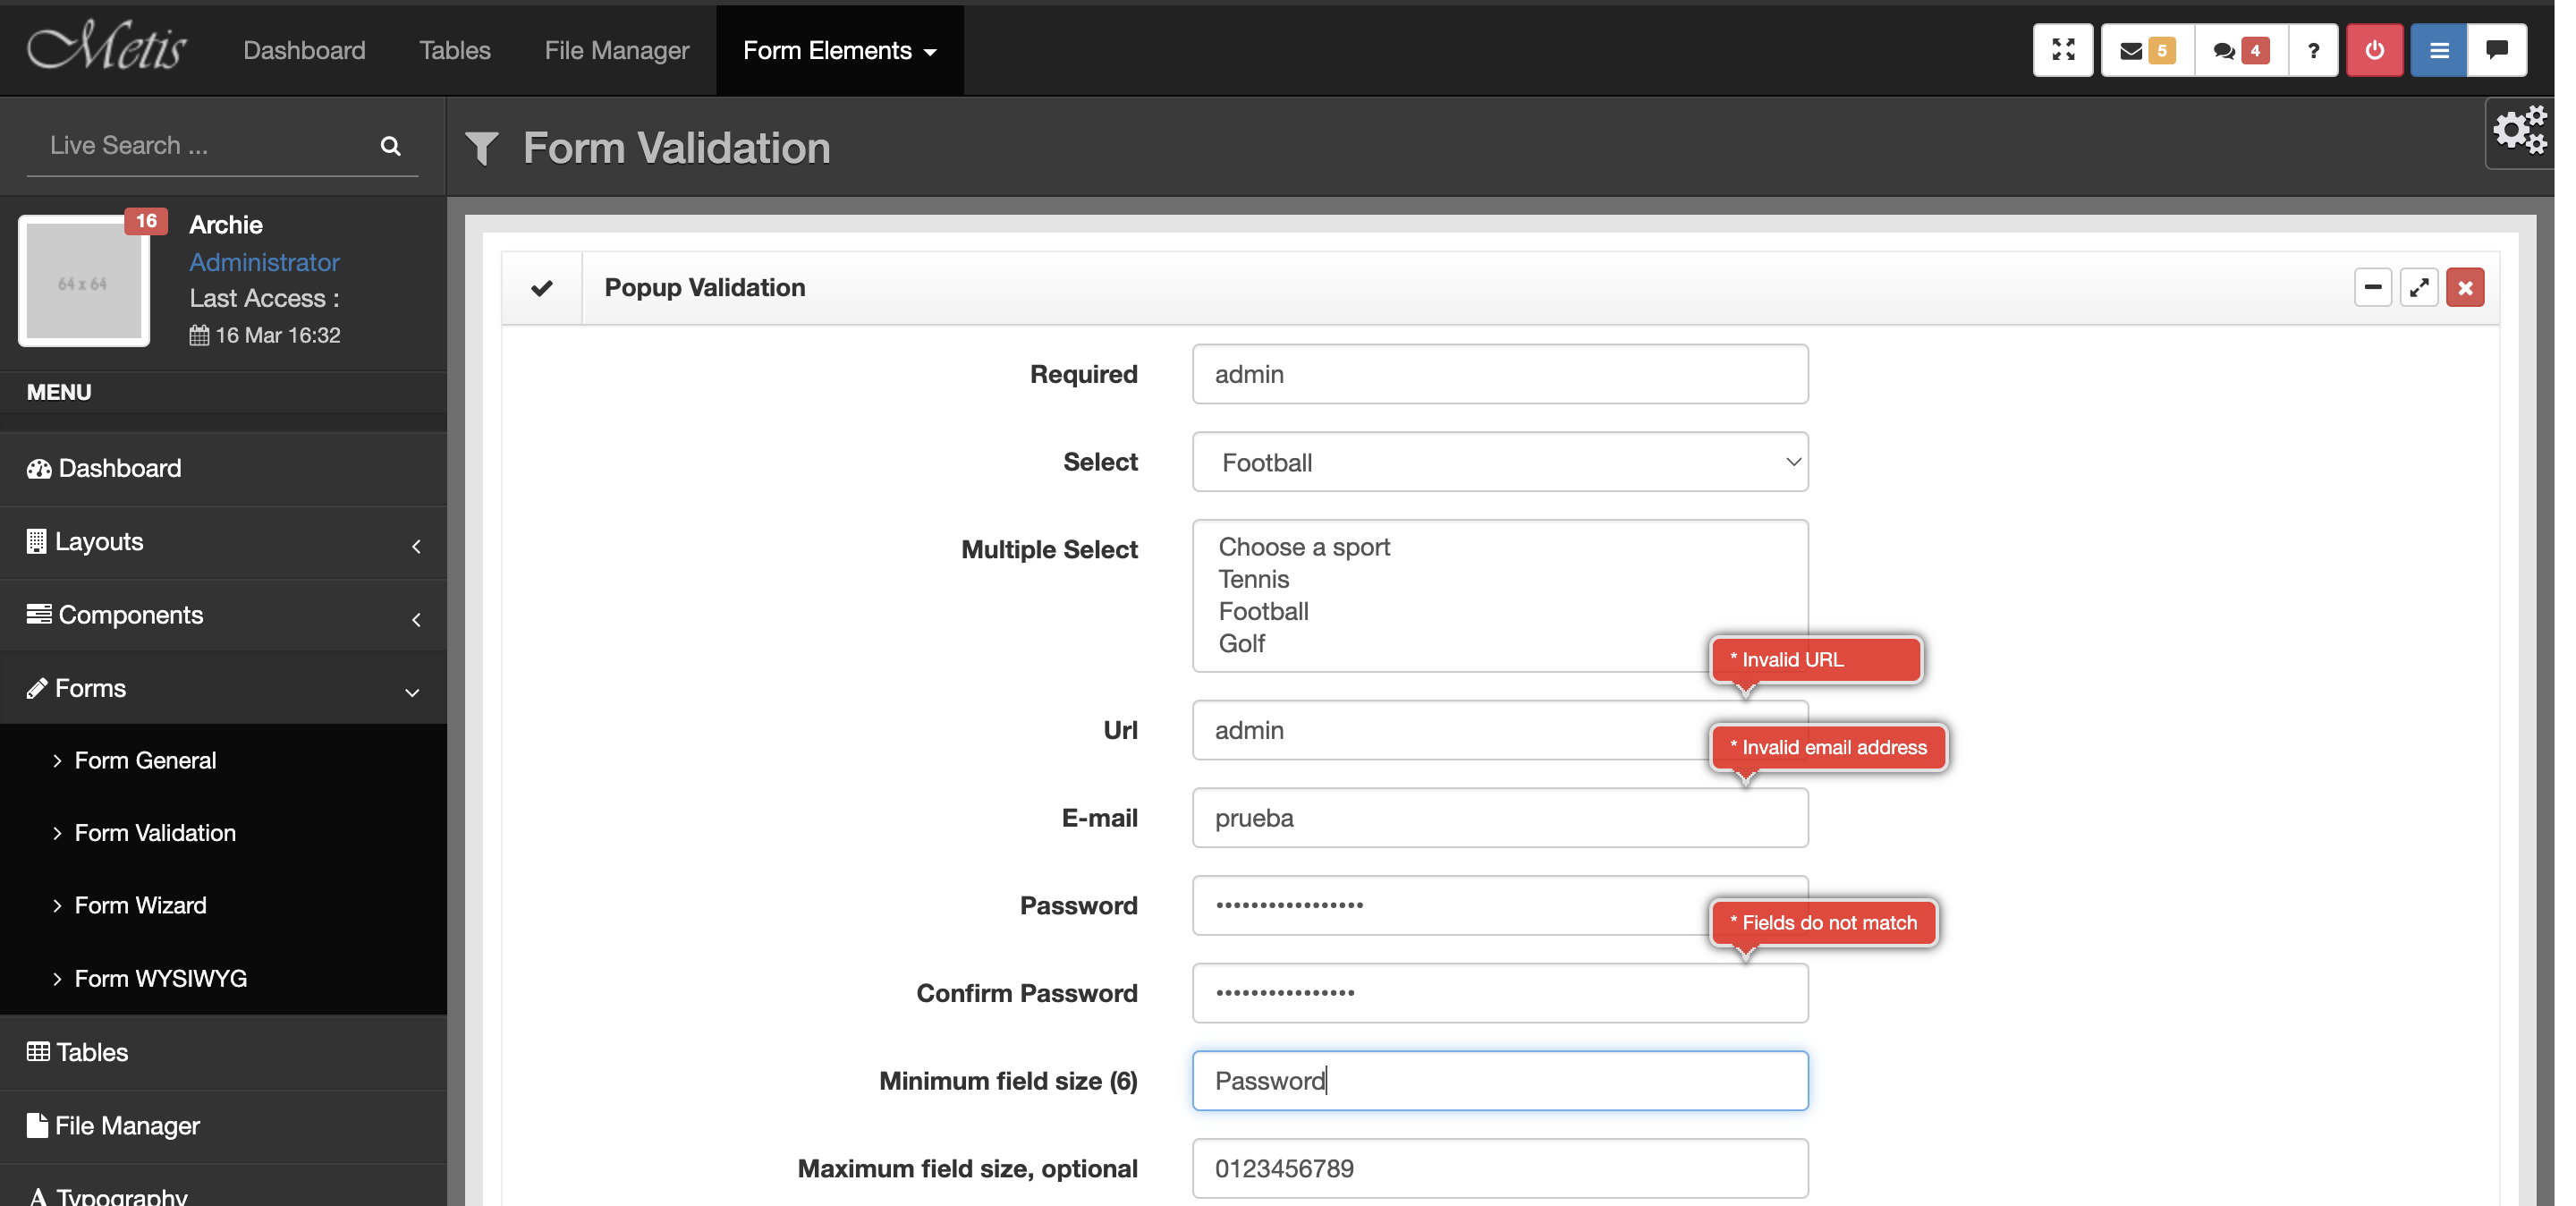 Metis
Dashboard
Tables
File Manager
Form Elements
5
4
?
Live Search ...
Form Validation
64 x 64
16
Archie
Administrator
Last Access :
16 Mar 16:32
MENU
Dashboard
Layouts
Components
Forms
Form General
Form Validation
Form Wizard
Form WYSIWYG
Tables
File Manager
Typography
Popup Validation
Required
admin
Select
Football
Multiple Select
Choose a sport
Tennis
Football
Golf
* Invalid URL
Url
admin
* Invalid email address
E-mail
prueba
Password
•••••••••••••••••
* Fields do not match
Confirm Password
••••••••••••••••
Minimum field size (6)
Password
Maximum field size, optional
0123456789